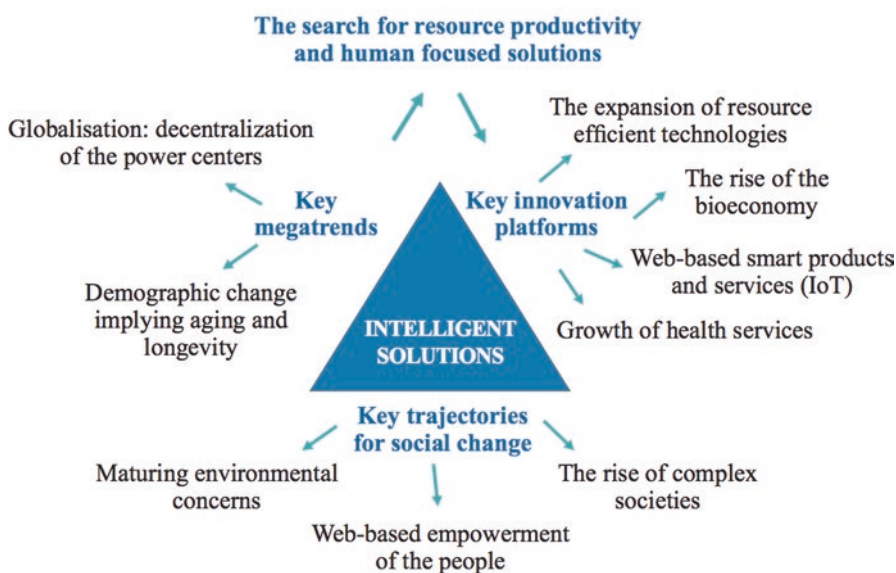 The search for resource productivity
and human focused solutions
Globalisation: decentralization
of the power centers
The expansion of resource
efficient technologies
Key
megatrends
Key innovation
platforms
The rise of the
bioeconomy
Demographic change
implying aging and
longevity
Web-based smart products
and services (IoT)
Growth of health services
INTELLIGENT
SOLUTIONS
Key trajectories
for social change
Maturing environmental
concerns
Web-based empowerment
of the people
The rise of complex
societies